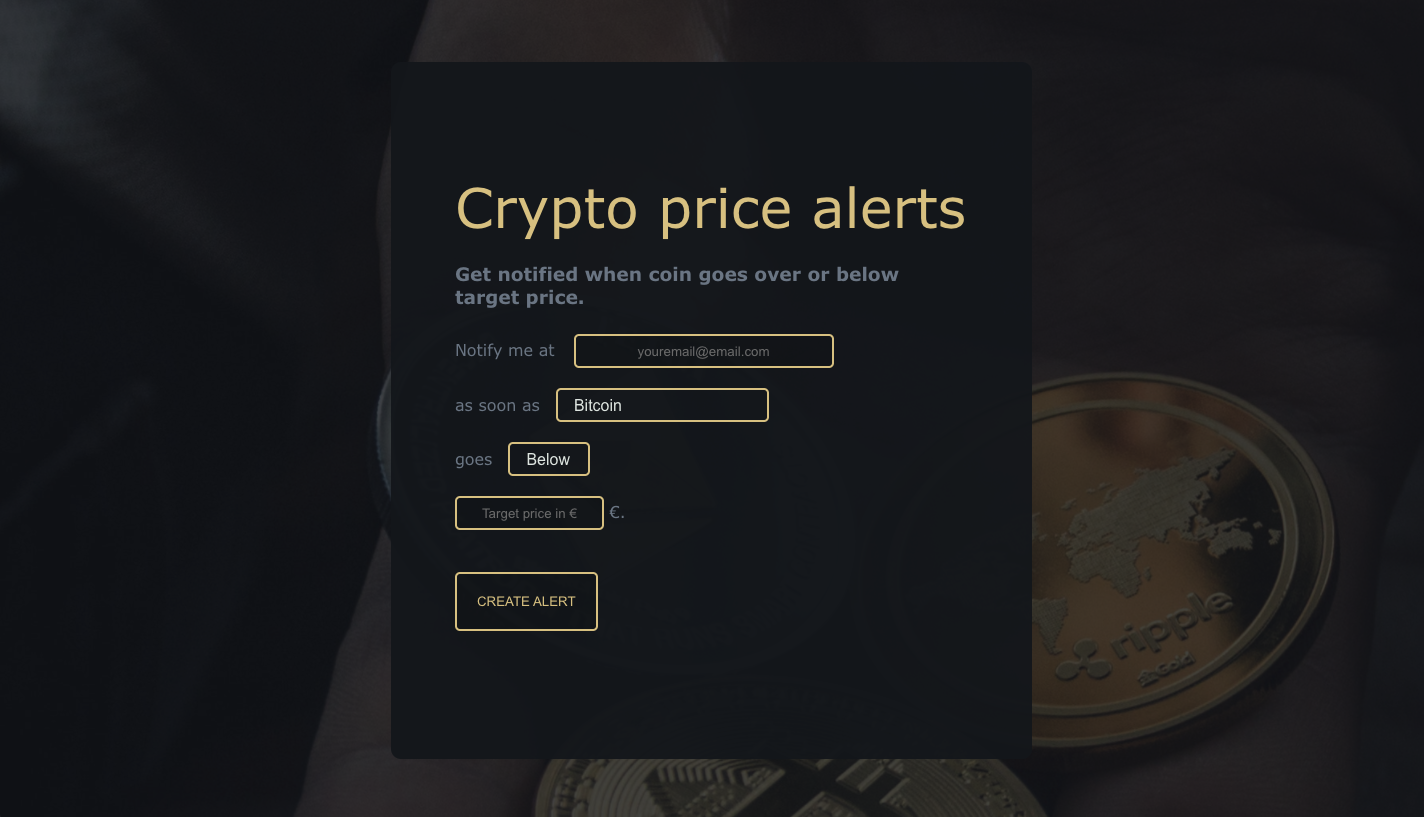 Crypto price alerts
Get notified when coin goes over or below
target price.
Notify me at youremail@email.com
as soon as Bitcoin
goes Below
Target price in € €.
CREATE ALERT
ripple
Gold